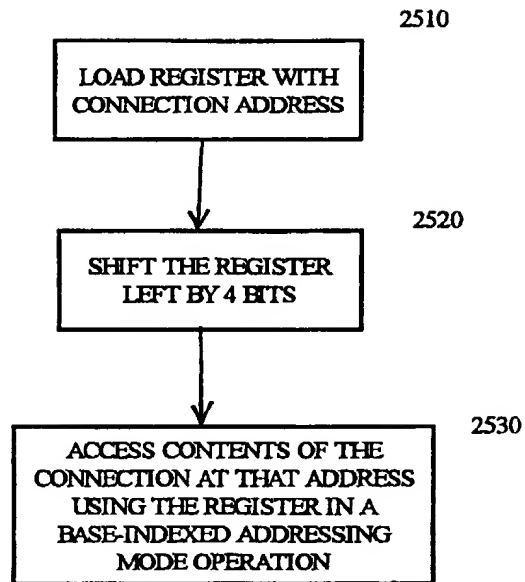 2510
LOAD REGISTER WITH
CONNECTION ADDRESS
2520
SHIFT THE REGISTER
LEFT BY 4 BITS
2530
ACCESS CONTENTS OF THE
CONNECTION AT THAT ADDRESS
USING THE REGISTER IN A
BASE-INDEXED ADDRESSING
MODE OPERATION